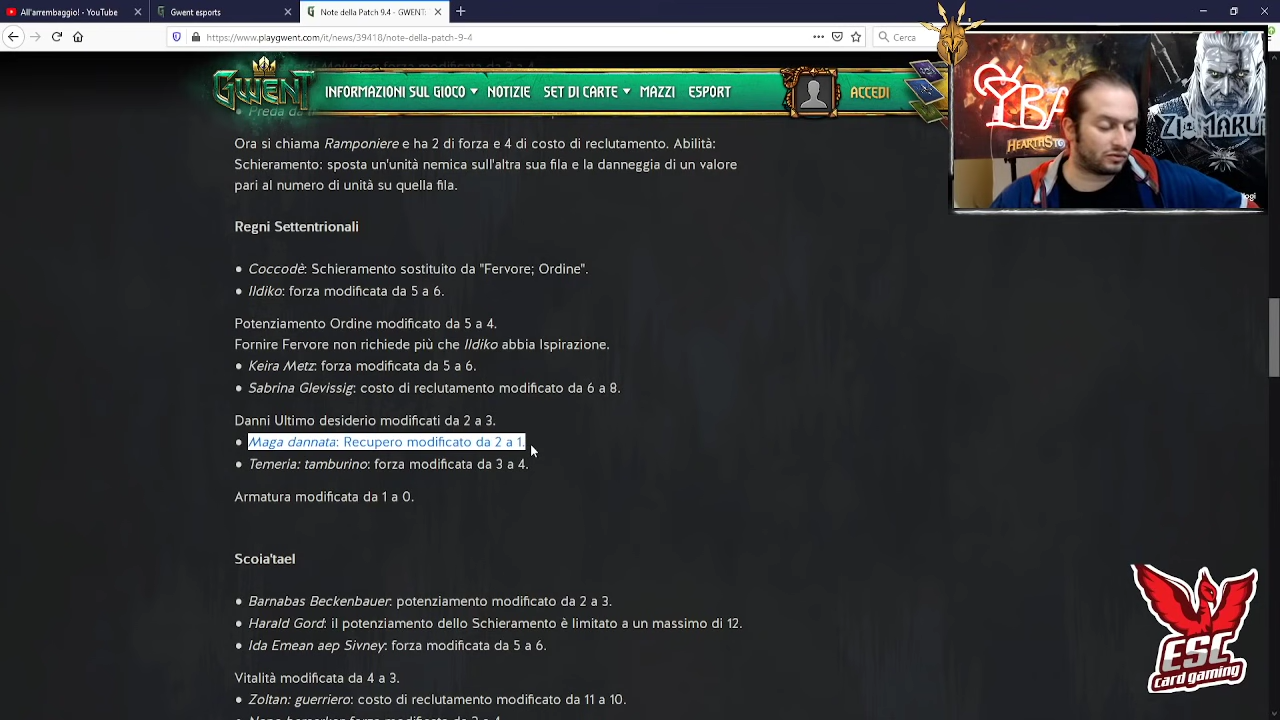 All'arrembaggio! - YouTube
Gwent esports
Note della Patch 9.4 - GWENT:
https://www.playgwent.com/it/news/39418/note-della-patch-9-4
Cerca
GWENT
INFORMAZIONI SUL GIOCO
NOTIZIE
SET DI CARTE
MAZZI
ESPORT
ACCEDI
Preda da
Ora si chiama Ramponiere e ha 2 di forza e 4 di costo di reclutamento. Abilità:
Schieramento: sposta un'unità nemica sull'altra sua fila e la danneggia di un valore
pari al numero di unità su quella fila.
Regni Settentrionali
• Coccodè: Schieramento sostituito da "Fervore; Ordine".
• Ildiko: forza modificata da 5 a 6.
Potenziamento Ordine modificato da 5 a 4.
Fornire Fervore non richiede più che Ildiko abbia Ispirazione.
• Keira Metz: forza modificata da 5 a 6.
• Sabrina Glevissig: costo di reclutamento modificato da 6 a 8.
Danni Ultimo desiderio modificati da 2 a 3.
• Maga dannata: Recupero modificato da 2 a 1.
• Temeria: tamburino: forza modificata da 3 a 4.
Armatura modificata da 1 a 0.
Scoia'tael
• Barnabas Beckenbauer: potenziamento modificato da 2 a 3.
• Harald Gord: il potenziamento dello Schieramento è limitato a un massimo di 12.
• Ida Emean aep Sivney: forza modificata da 5 a 6.
Vitalità modificata da 4 a 3.
• Zoltan: guerriero: costo di reclutamento modificato da 11 a 10.
YBA
HEARTHSTO
ZIO MAKU
ESC
card gaming